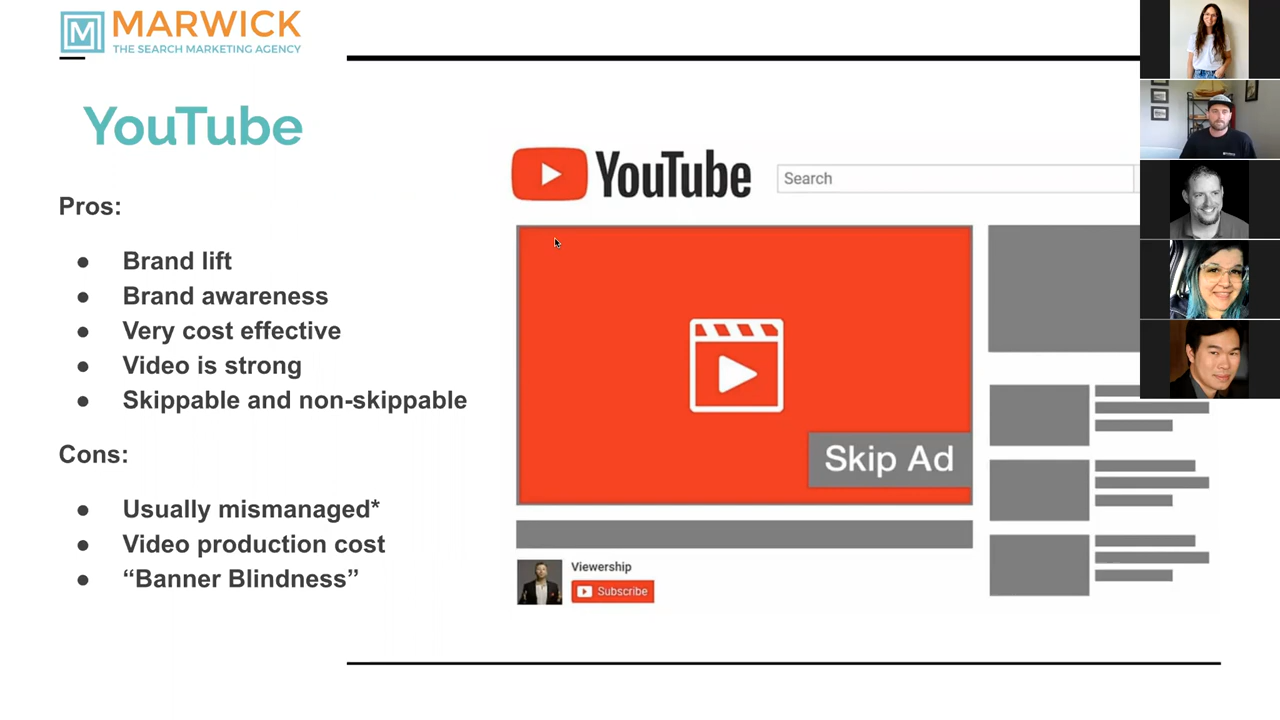 MARWICK
THE SEARCH MARKETING AGENCY
YouTube
Pros:
● Brand lift
● Brand awareness
● Very cost effective
● Video is strong
● Skippable and non-skippable
Cons:
● Usually mismanaged*
● Video production cost
● “Banner Blindness”
YouTube
Search
Skip Ad
Viewership
Subscribe